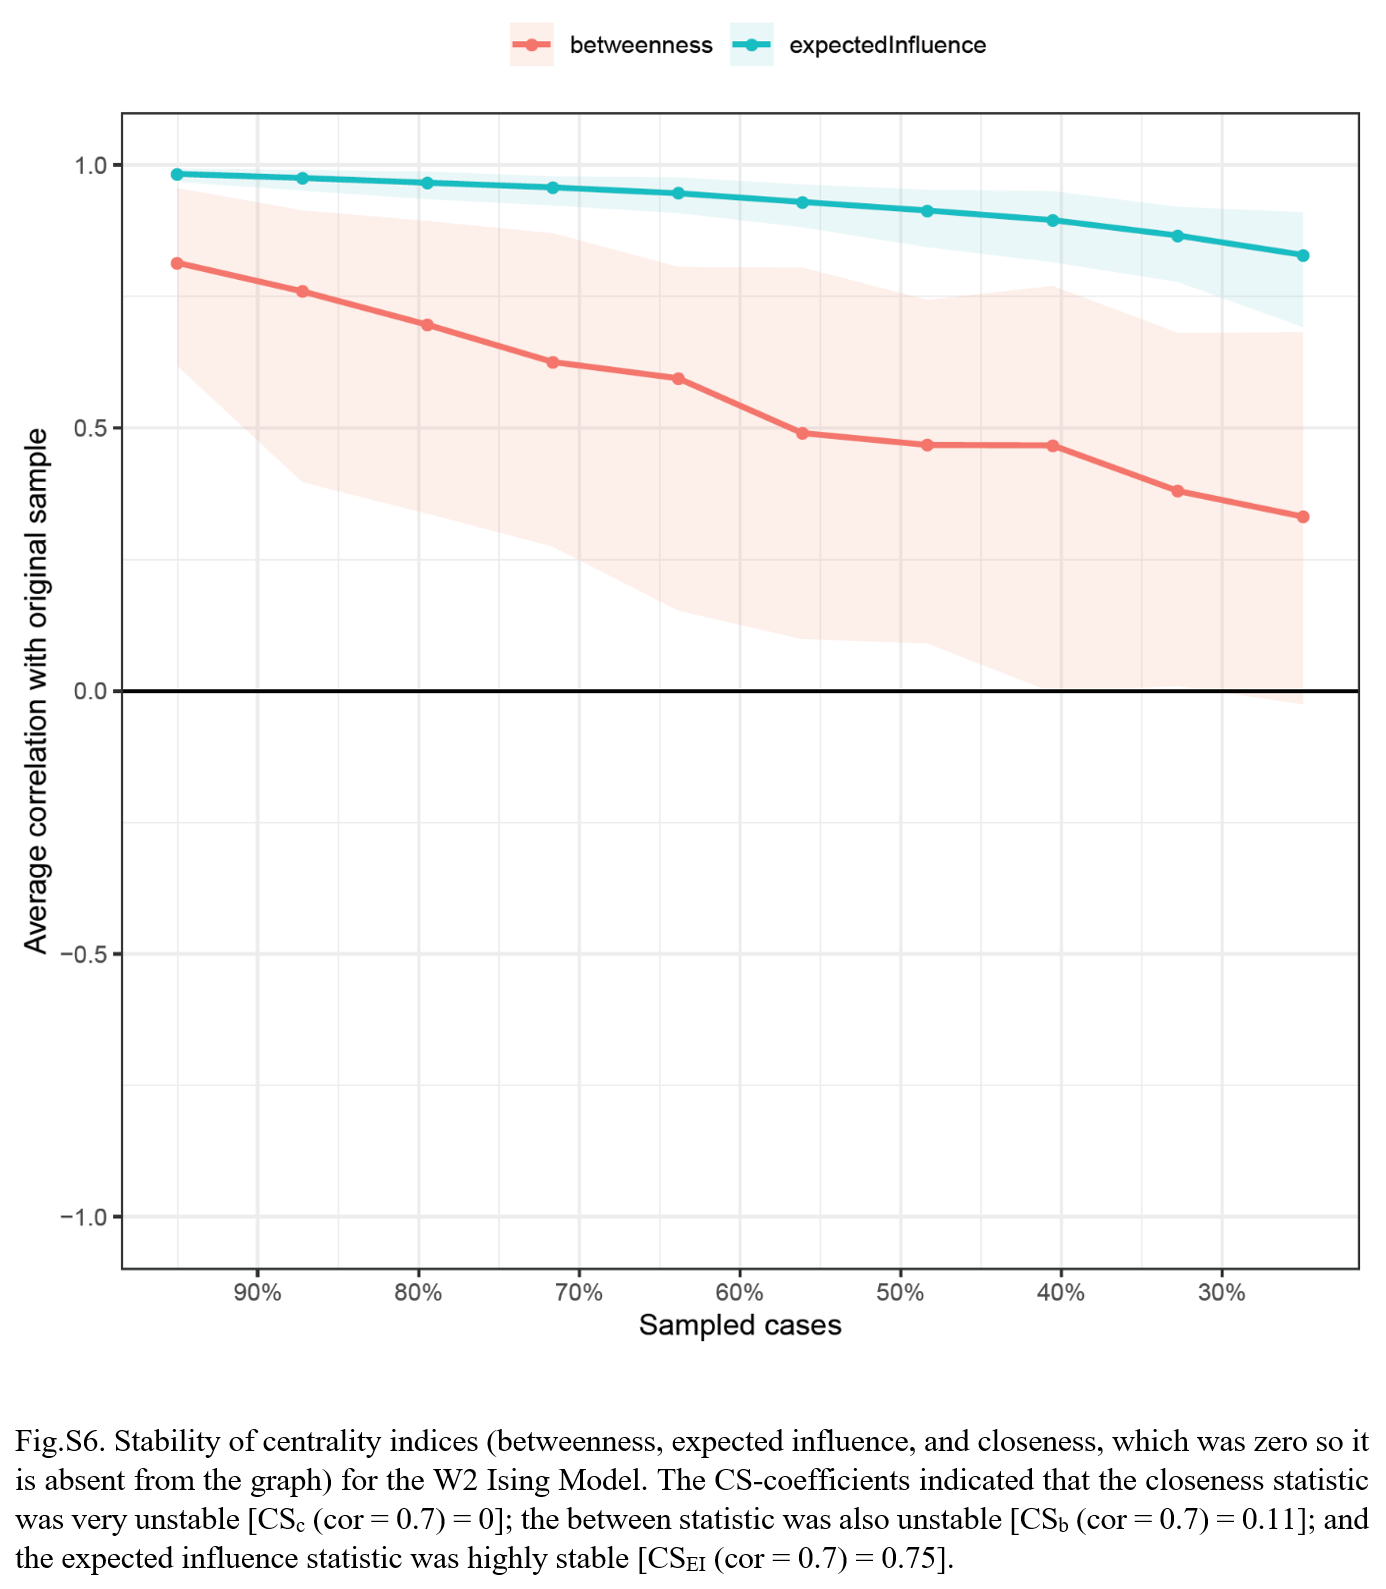 betweenness expectedInfluence
1.0
0.5
0.0
−0.5
−1.0
Average correlation with original sample
90% 80% 70% 60% 50% 40% 30%
Sampled cases
Fig.S6. Stability of centrality indices (betweenness, expected influence, and closeness, which was zero so it
is absent from the graph) for the W2 Ising Model. The CS-coefficients indicated that the closeness statistic
was very unstable [CSc (cor = 0.7) = 0]; the between statistic was also unstable [CSb (cor = 0.7) = 0.11]; and
the expected influence statistic was highly stable [CSEI (cor = 0.7) = 0.75].